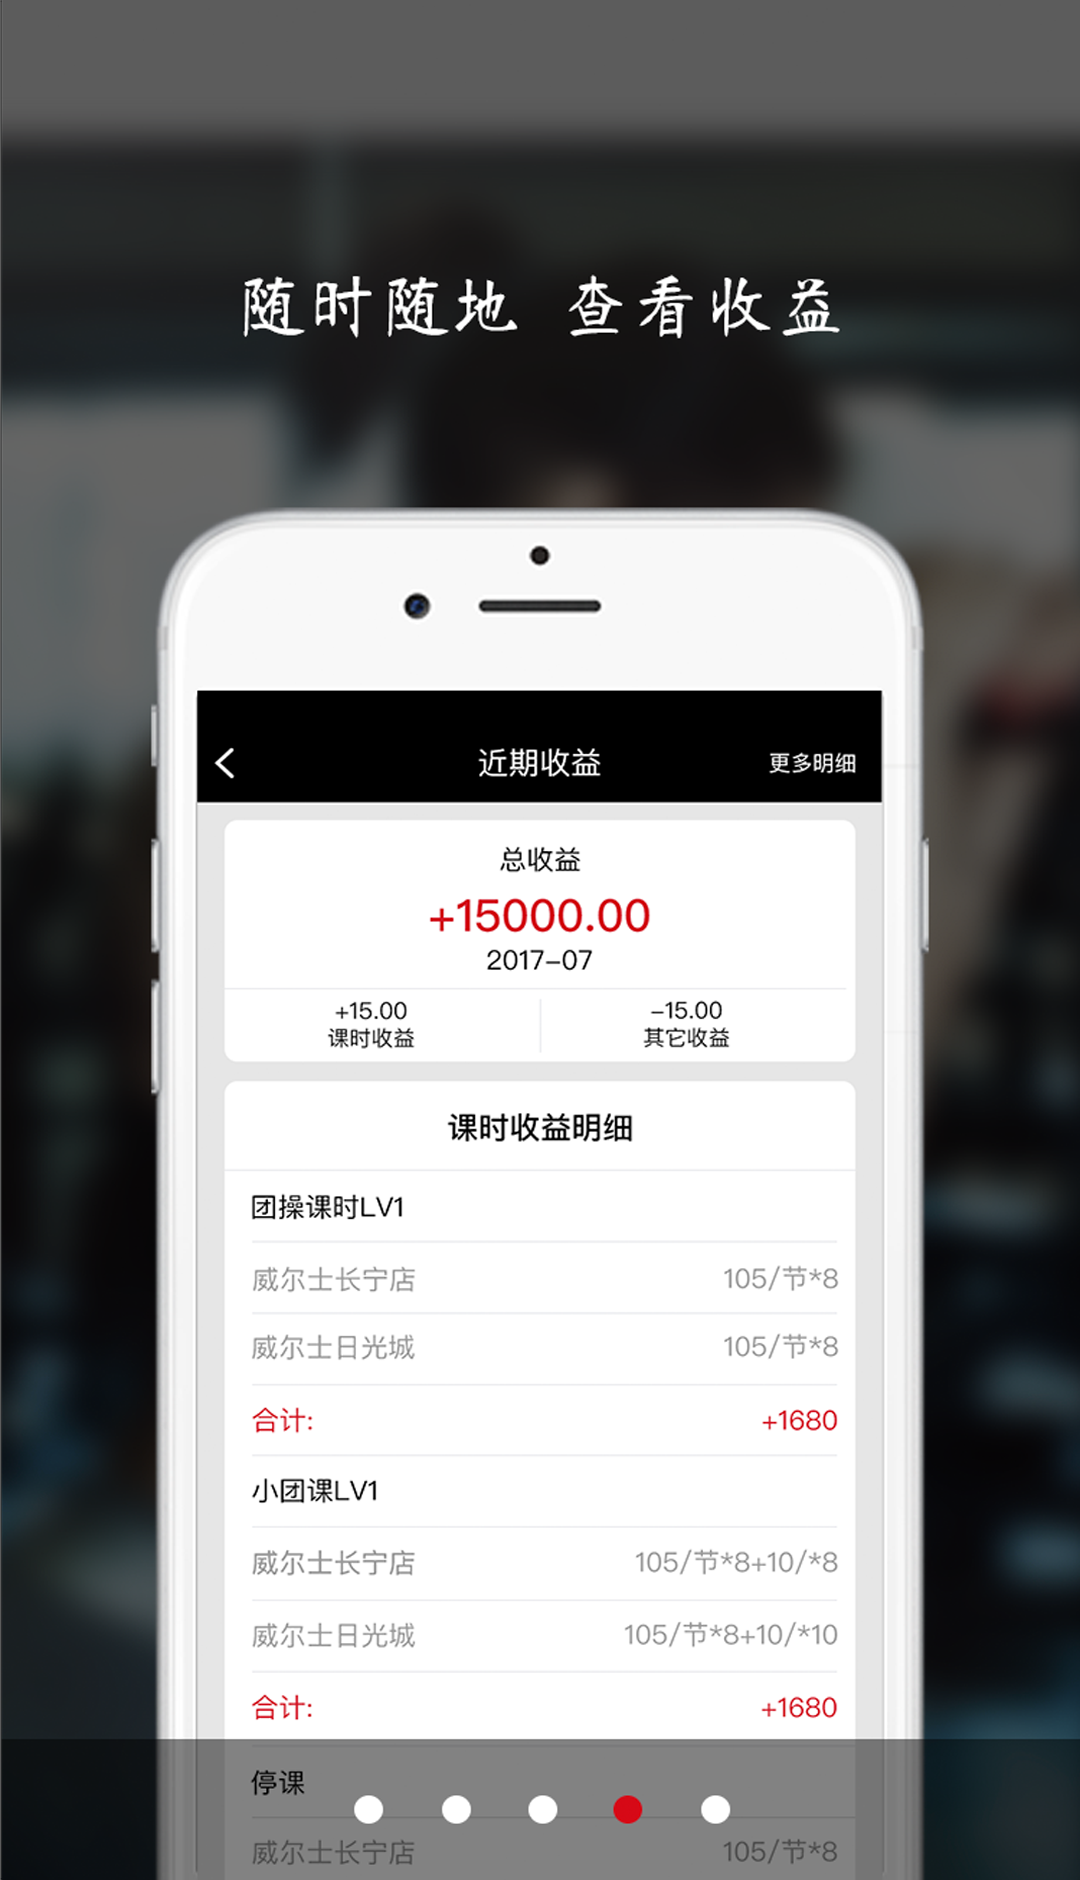 随时随地 查看收益
近期收益
更多明细
总收益
+15000.00
2017-07
+15.00
课时收益
-15.00
其它收益
课时收益明细
团操课时LV1
威尔士长宁店 105/节*8
威尔士日光城 105/节*8
合计: +1680
小团课LV1
威尔士长宁店 105/节*8+10/*8
威尔士日光城 105/节*8+10/*10
合计: +1680
停课
威尔士长宁店 105/节*8